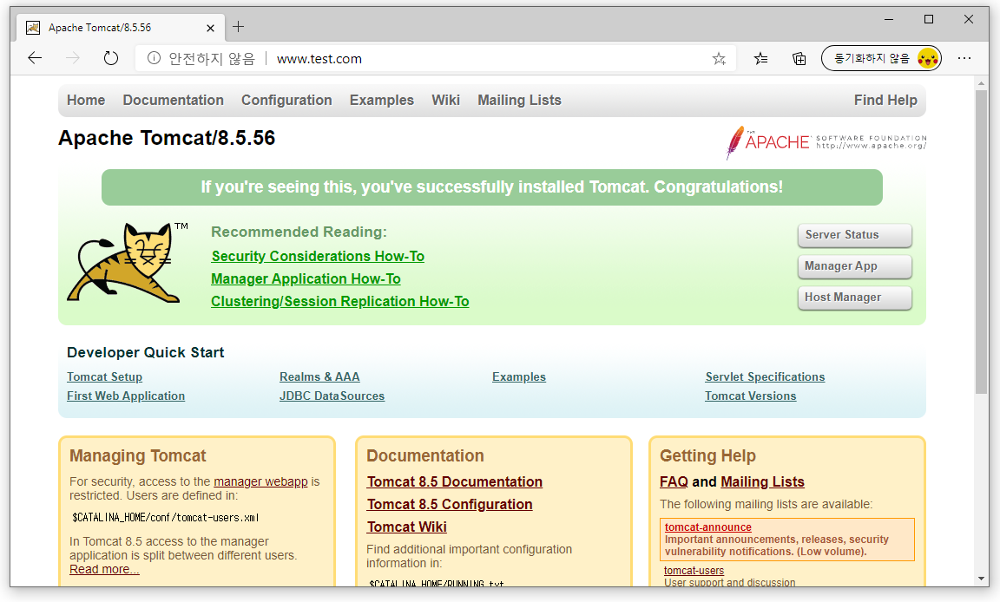 Apache Tomcat/8.5.56
안전하지 않음 www.test.com 동기화하지 않음
Home Documentation Configuration Examples Wiki Mailing Lists Find Help
Apache Tomcat/8.5.56
THE APACHE SOFTWARE FOUNDATION
http://www.apache.org/
If you're seeing this, you've successfully installed Tomcat. Congratulations!
TM
Recommended Reading:
Security Considerations How-To
Manager Application How-To
Clustering/Session Replication How-To
Server Status
Manager App
Host Manager
Developer Quick Start
Tomcat Setup
First Web Application
Realms & AAA
JDBC DataSources
Examples
Servlet Specifications
Tomcat Versions
Managing Tomcat
For security, access to the manager webapp is
restricted. Users are defined in:
$CATALINA_HOME/conf/tomcat-users.xml
In Tomcat 8.5 access to the manager
application is split between different users.
Read more...
Documentation
Tomcat 8.5 Documentation
Tomcat 8.5 Configuration
Tomcat Wiki
Find additional important configuration
information in:
$CATALINA_HOME/RUNNING.txt
Getting Help
FAQ and Mailing Lists
The following mailing lists are available:
tomcat-announce
Important announcements, releases, security
vulnerability notifications. (Low volume).
tomcat-users
User support and discussion